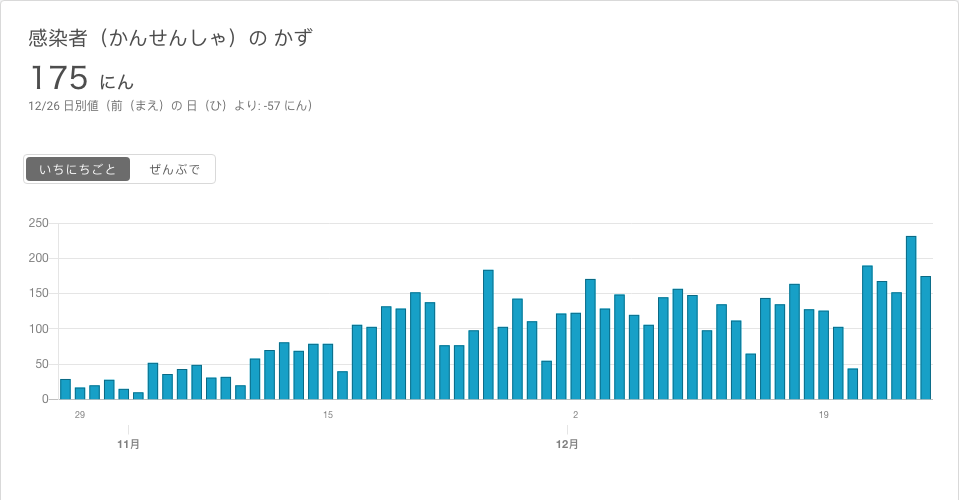 感染者（かんせんしゃ）の かず
175 にん
12/26 日別値（前（まえ）の 日（ひ）より: -57 にん）
いちにちごと ぜんぶで
250
200
150
100
50
0
29 15 2 19
11月 12月